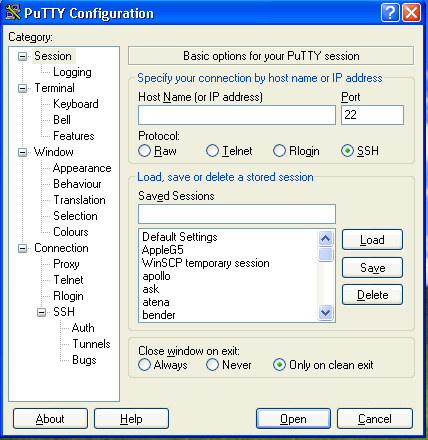 PuTTY Configuration
Category:
Session
Logging
Terminal
Keyboard
Bell
Features
Window
Appearance
Behaviour
Translation
Selection
Colours
Connection
Proxy
Telnet
Rlogin
SSH
Auth
Tunnels
Bugs
Basic options for your PuTTY session
Specify your connection by host name or IP address
Host Name (or IP address) Port
22
Protocol:
Raw Telnet Rlogin SSH
Load, save or delete a stored session
Saved Sessions
Default Settings
AppleG5
WinSCP temporary session
apollo
ask
atena
bender
Load
Save
Delete
Close window on exit:
Always Never Only on clean exit
About Help Open Cancel